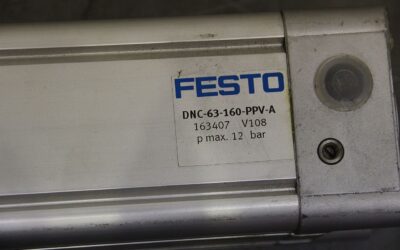 FESTO
DNC-63-160-PPV-A
163407 V108
p max. 12 bar